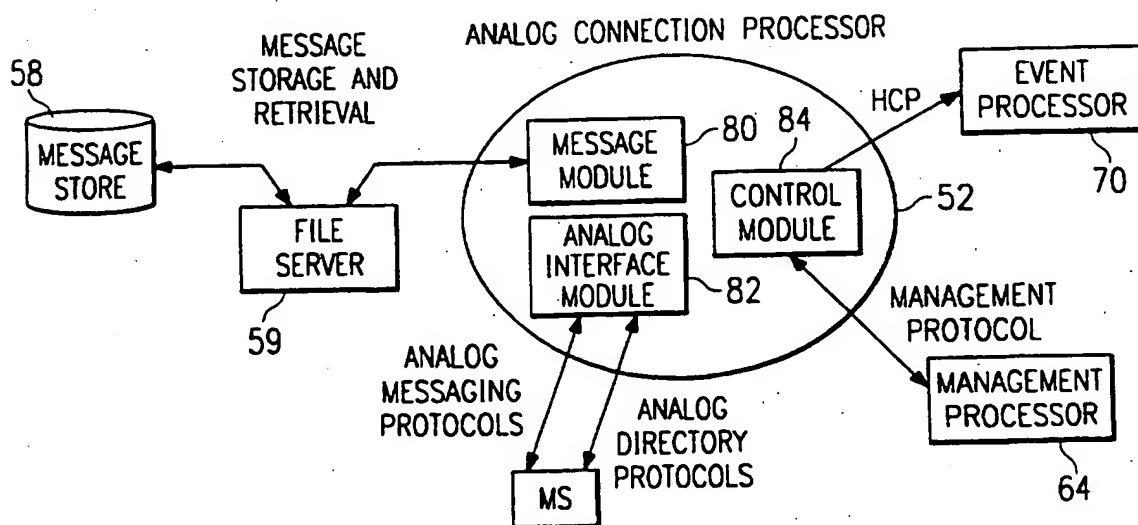 ANALOG CONNECTION PROCESSOR
MESSAGE
STORAGE AND
RETRIEVAL
58
MESSAGE
STORE
FILE
SERVER
59
MESSAGE
MODULE
80
ANALOG
INTERFACE
MODULE
82
84
CONTROL
MODULE
52
HCP
EVENT
PROCESSOR
70
MANAGEMENT
PROTOCOL
MANAGEMENT
PROCESSOR
64
ANALOG
MESSAGING
PROTOCOLS
ANALOG
DIRECTORY
PROTOCOLS
MS